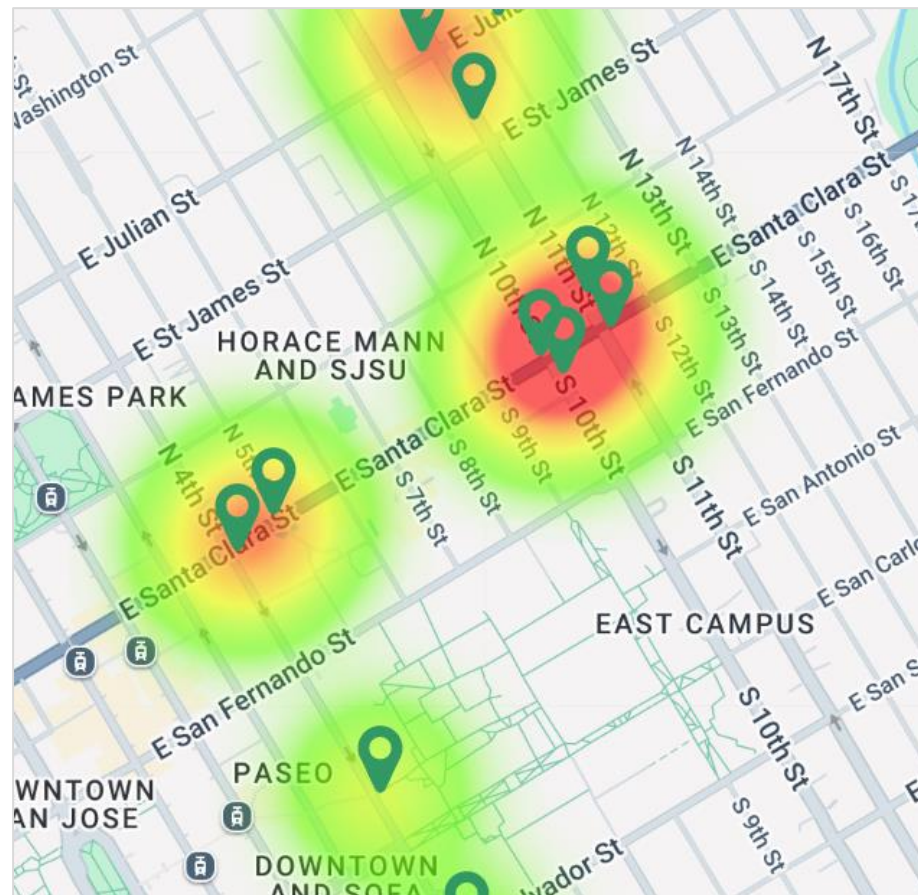 E Juli
Washington St
N 17th St
E St James St
N 14th St
N 13th St
N 12th St
E Santa Clara St
S 17
E Julian St
N 11th St
S 16th St
N 10th
S 15th St
E St James St
S 14th St
S 13th St
HORACE MANN
AND SJSU
S 12th St
E San Fernando St
AMES PARK
E Santa Clara St
S 10th St
S 9th St
N 5th
N 4th St
S 8th St
S 7th St
E San Antonio St
S 11th St
E Santa Clara St
E San Carlo
EAST CAMPUS
E San Fernando St
E San S
S 10th St
PASEO
WNTOWN
AN JOSE
E
S 9th St
DOWNTOWN
AND SOFA
lvador St